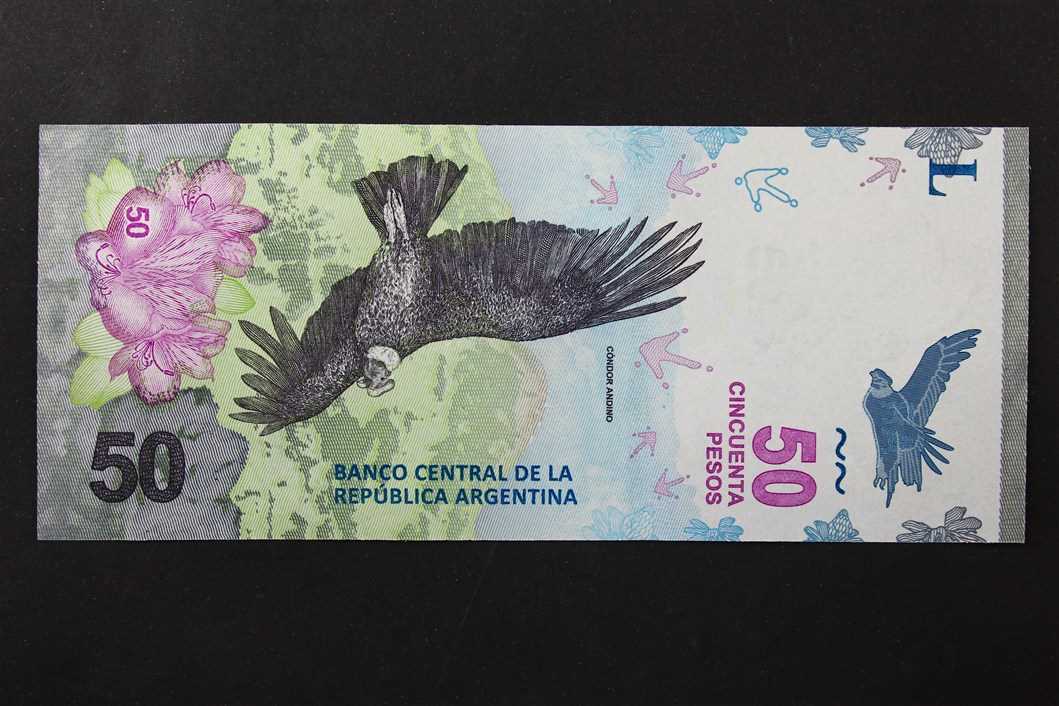 50
50
BANCO CENTRAL DE LA
REPÚBLICA ARGENTINA
CÓNDOR ANDINO
CINCUENTA
PESOS
50
L